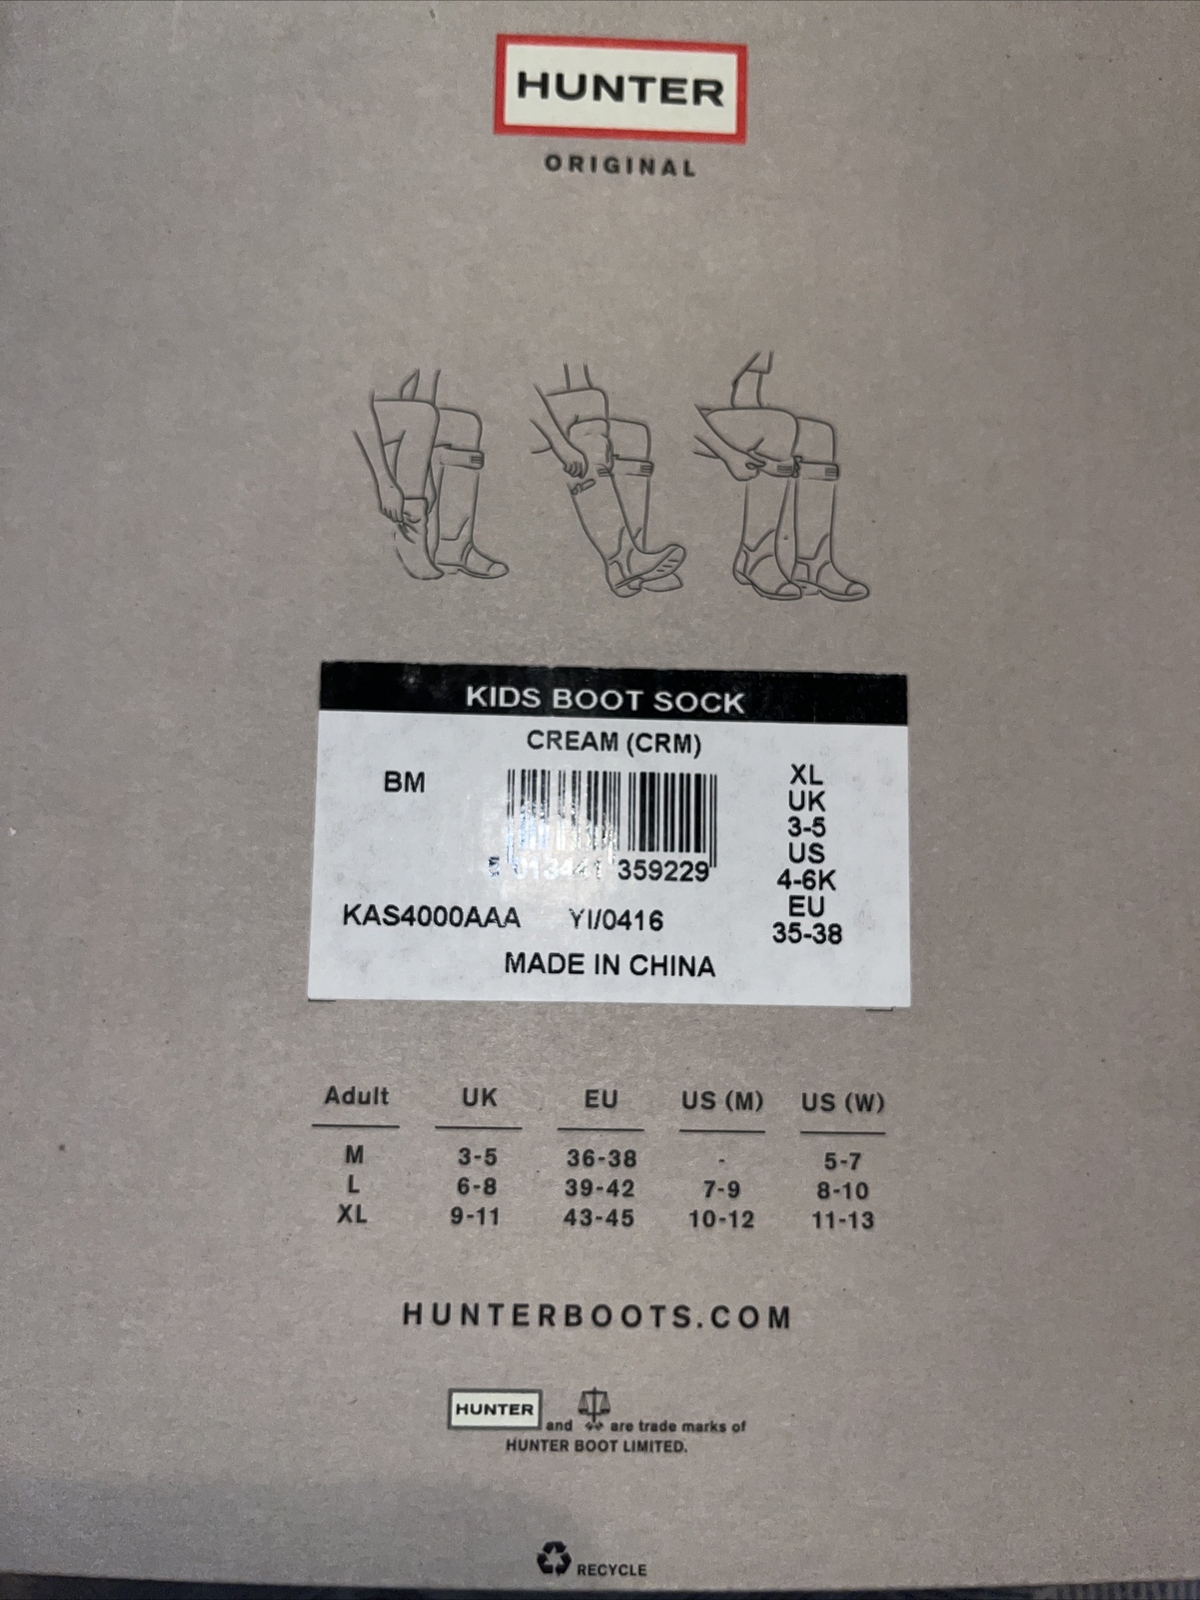 HUNTER
ORIGINAL
KIDS BOOT SOCK
CREAM (CRM)
BM
XL
UK
3-5
US
4-6K
EU
35-38
359229
KAS4000AAA YI/0416
MADE IN CHINA
Adult UK EU US (M) US (W)
M 3-5 36-38 - 5-7
L 6-8 39-42 7-9 8-10
XL 9-11 43-45 10-12 11-13
HUNTERBOOTS.COM
HUNTER and are trade marks of
HUNTER BOOT LIMITED.
RECYCLE